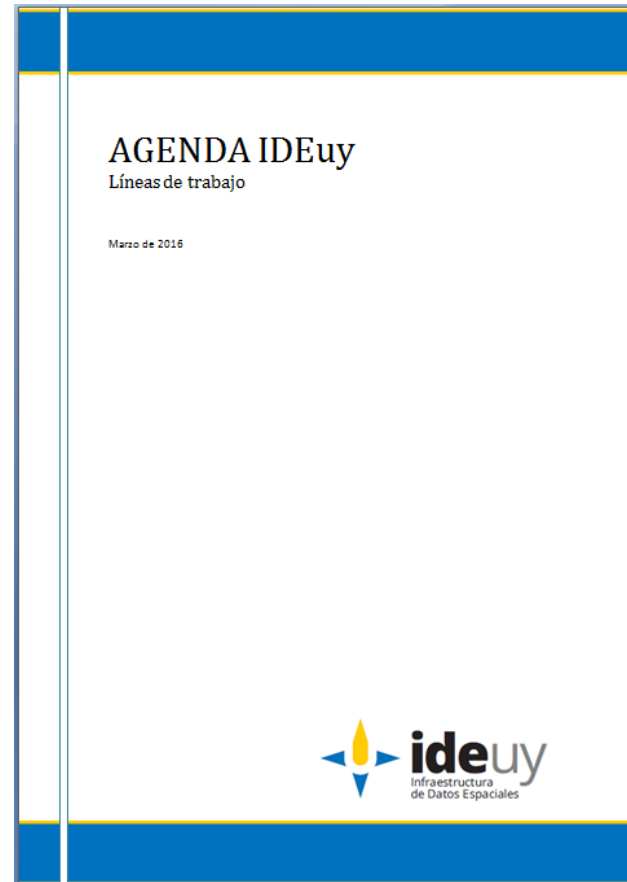 AGENDA IDEuy
Líneas de trabajo
Marzo de 2016
ideuy
Infraestructura
de Datos Espaciales